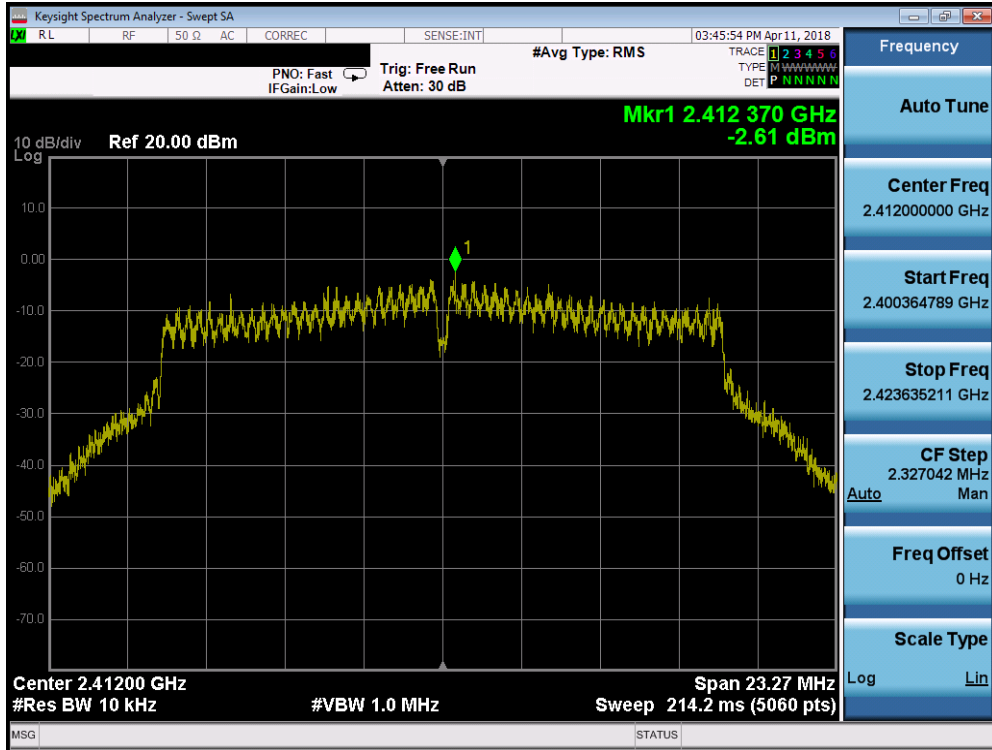 Keysight Spectrum Analyzer - Swept SA
LXI RL RF 50 Ω AC CORREC SENSE:INT 03:45:54 PM Apr 11, 2018
#Avg Type: RMS
TRACE 1 2 3 4 5 6
TYPE M W W W W W
DET P N N N N N
PNO: Fast
IFGain:Low
Trig: Free Run
Atten: 30 dB
Mkr1 2.412 370 GHz
-2.61 dBm
10 dB/div Ref 20.00 dBm
Log
1
10.0
0.00
-10.0
-20.0
-30.0
-40.0
-50.0
-60.0
-70.0
Center 2.41200 GHz Span 23.27 MHz
#Res BW 10 kHz #VBW 1.0 MHz Sweep 214.2 ms (5060 pts)
MSG STATUS
Frequency
Auto Tune
Center Freq
2.412000000 GHz
Start Freq
2.400364789 GHz
Stop Freq
2.423635211 GHz
CF Step
2.327042 MHz
Auto Man
Freq Offset
0 Hz
Scale Type
Log Lin